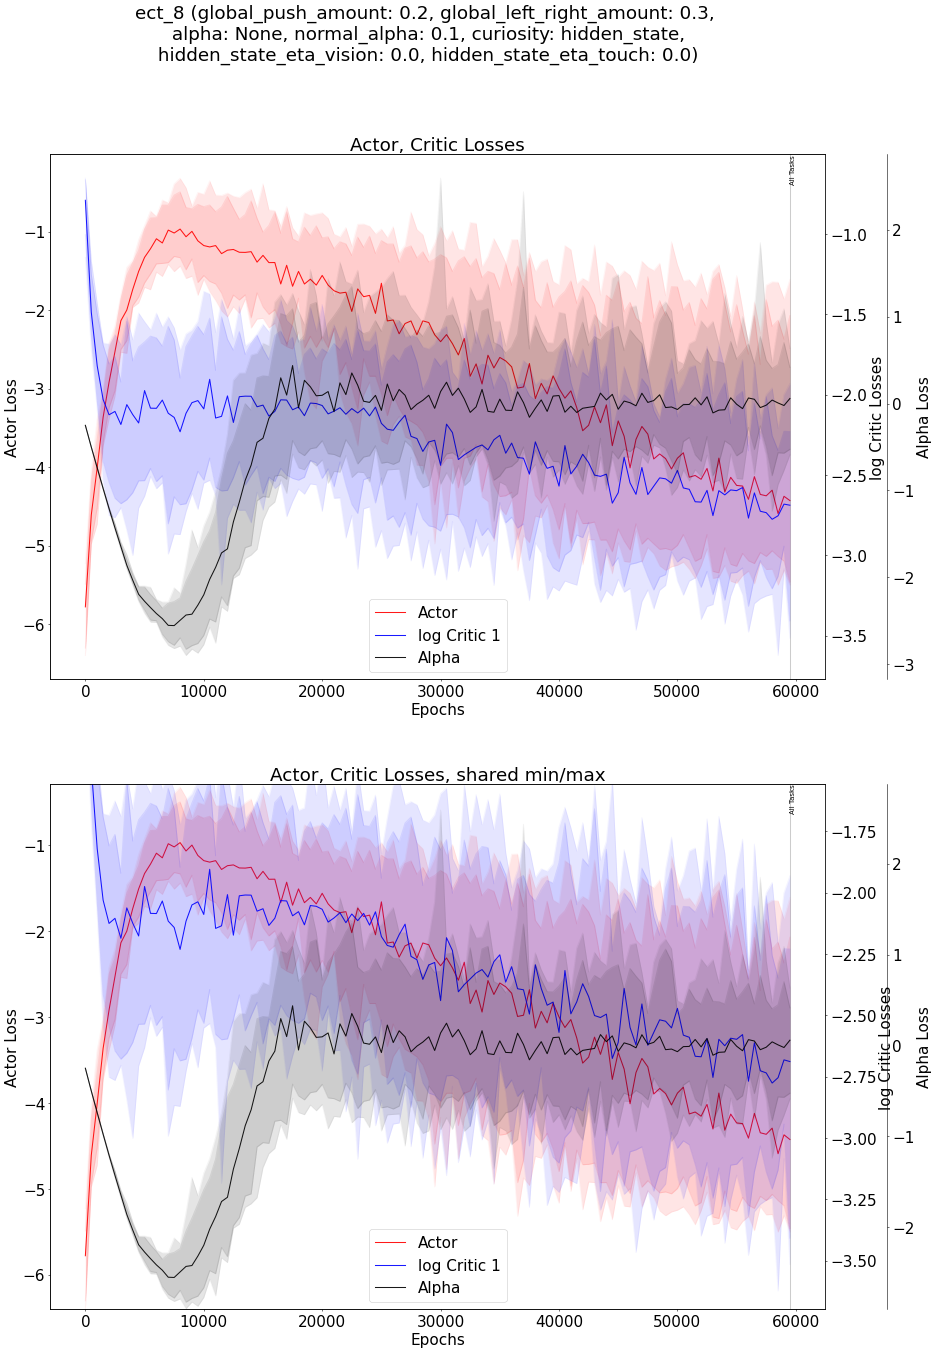 ect_8 (global_push_amount: 0.2, global_left_right_amount: 0.3,
alpha: None, normal_alpha: 0.1, curiosity: hidden_state,
hidden_state_eta_vision: 0.0, hidden_state_eta_touch: 0.0)
Actor, Critic Losses
All Tasks
Actor Loss
−1
−2
−3
−4
−5
−6
−1.0
−1.5
−2.0
−2.5
−3.0
−3.5
log Critic Losses
2
1
0
−1
−2
−3
Alpha Loss
Actor
log Critic 1
Alpha
0 10000 20000 30000 40000 50000 60000
Epochs
Actor, Critic Losses, shared min/max
All Tasks
Actor Loss
−1
−2
−3
−4
−5
−6
−1.75
−2.00
−2.25
−2.50
−2.75
−3.00
−3.25
−3.50
log Critic Losses
2
1
0
−1
−2
Alpha Loss
Actor
log Critic 1
Alpha
0 10000 20000 30000 40000 50000 60000
Epochs